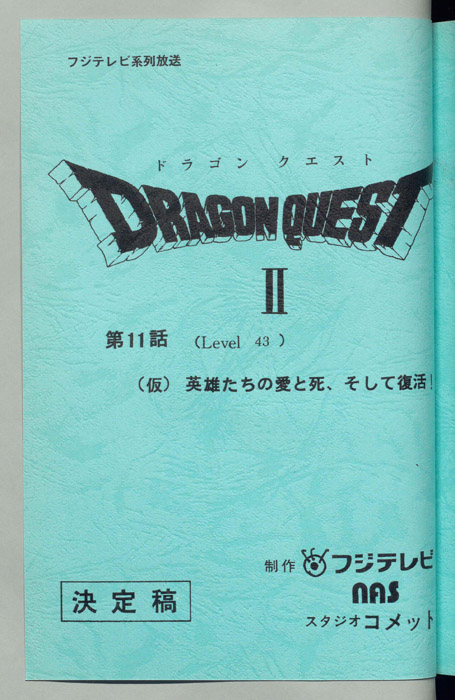 フジテレビ系列放送
ドラゴン クエスト
DRAGON QUEST
II
第11話 (Level 43)
(仮) 英雄たちの愛と死、そして復活!
制作 フジテレビ
NAS
スタジオコメット
決定稿